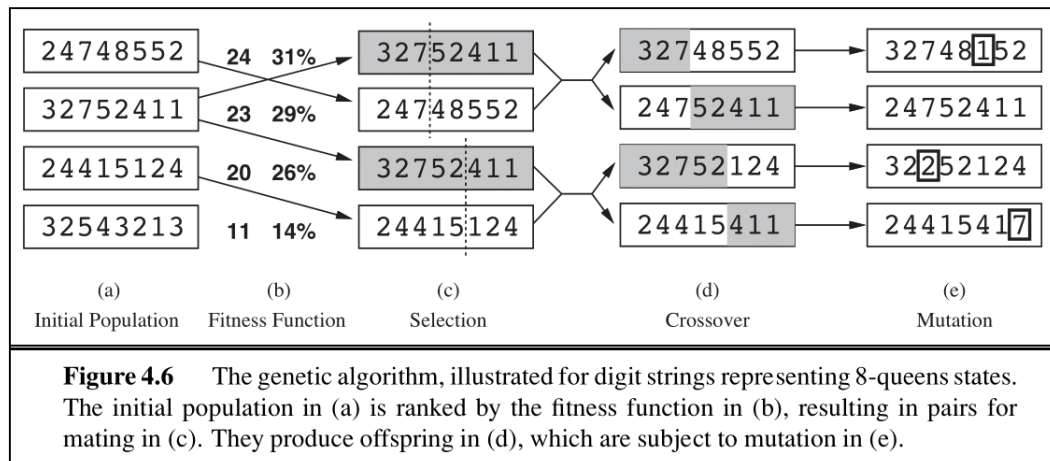 24748552 24 31% 32752411 32748552 32748152
32752411 23 29% 24748552 24752411 24752411
24415124 20 26% 32752411 32752124 32252124
32543213 11 14% 24415124 24415411 24415417
(a) (b) (c) (d) (e)
Initial Population Fitness Function Selection Crossover Mutation
Figure 4.6 The genetic algorithm, illustrated for digit strings representing 8-queens states.
The initial population in (a) is ranked by the fitness function in (b), resulting in pairs for
mating in (c). They produce offspring in (d), which are subject to mutation in (e).